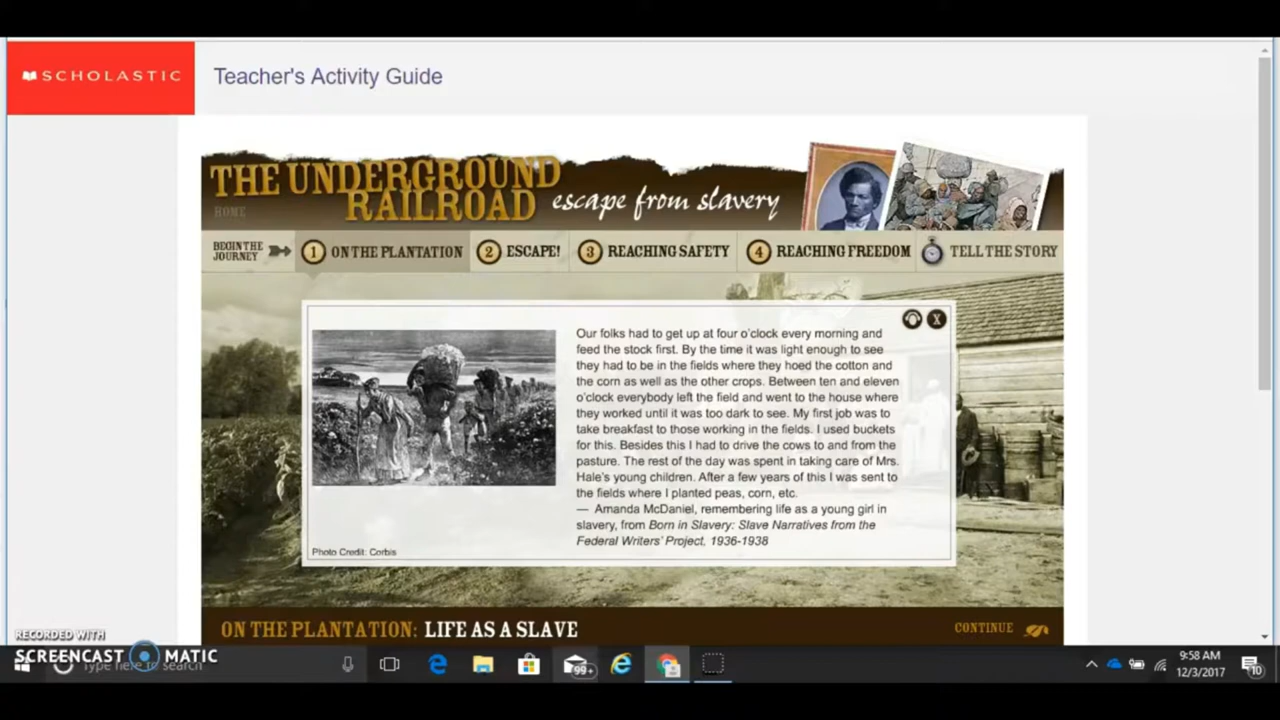 SCHOLASTIC
Teacher's Activity Guide
THE UNDERGROUND
RAILROAD
escape from slavery
HOME
BEGIN THE
JOURNEY
1 ON THE PLANTATION
2 ESCAPE!
3 REACHING SAFETY
4 REACHING FREEDOM
TELL THE STORY
X
Our folks had to get up at four o'clock every morning and
feed the stock first. By the time it was light enough to see
they had to be in the fields where they hoed the cotton and
the corn as well as the other crops. Between ten and eleven
o'clock everybody left the field and went to the house where
they worked until it was too dark to see. My first job was to
take breakfast to those working in the fields. I used buckets
for this. Besides this I had to drive the cows to and from the
pasture. The rest of the day was spent in taking care of Mrs.
Hale's young children. After a few years of this I was sent to
the fields where I planted peas, corn, etc.
— Amanda McDaniel, remembering life as a young girl in
slavery, from Born in Slavery: Slave Narratives from the
Federal Writers' Project, 1936-1938
Photo Credit: Corbis
ON THE PLANTATION: LIFE AS A SLAVE
CONTINUE
RECORDED WITH
SCREENCAST MATIC
Type here to search
99+
9:58 AM
12/3/2017
10